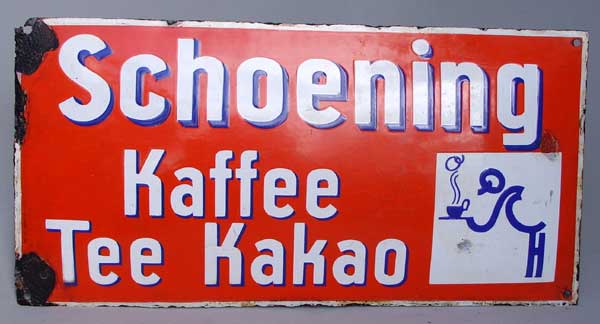 Schoening
Kaffee
Tee Kakao